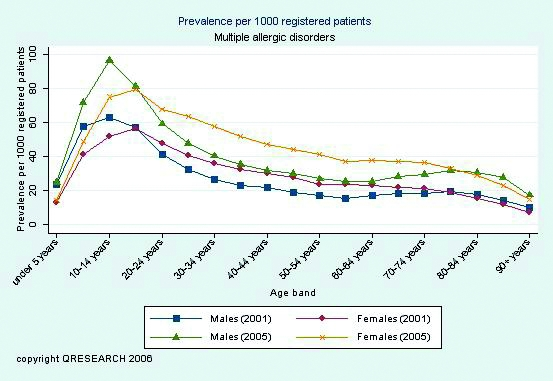 Prevalence per 1000 registered patients
Multiple allergic disorders
Prevalence per 1000 registered patients
100
80
60
40
20
0
under 5 years
10-14 years
20-24 years
30-34 years
40-44 years
50-54 years
60-64 years
70-74 years
80-84 years
90+ years
Age band
Males (2001)
Females (2001)
Males (2005)
Females (2005)
copyright QRESEARCH 2006